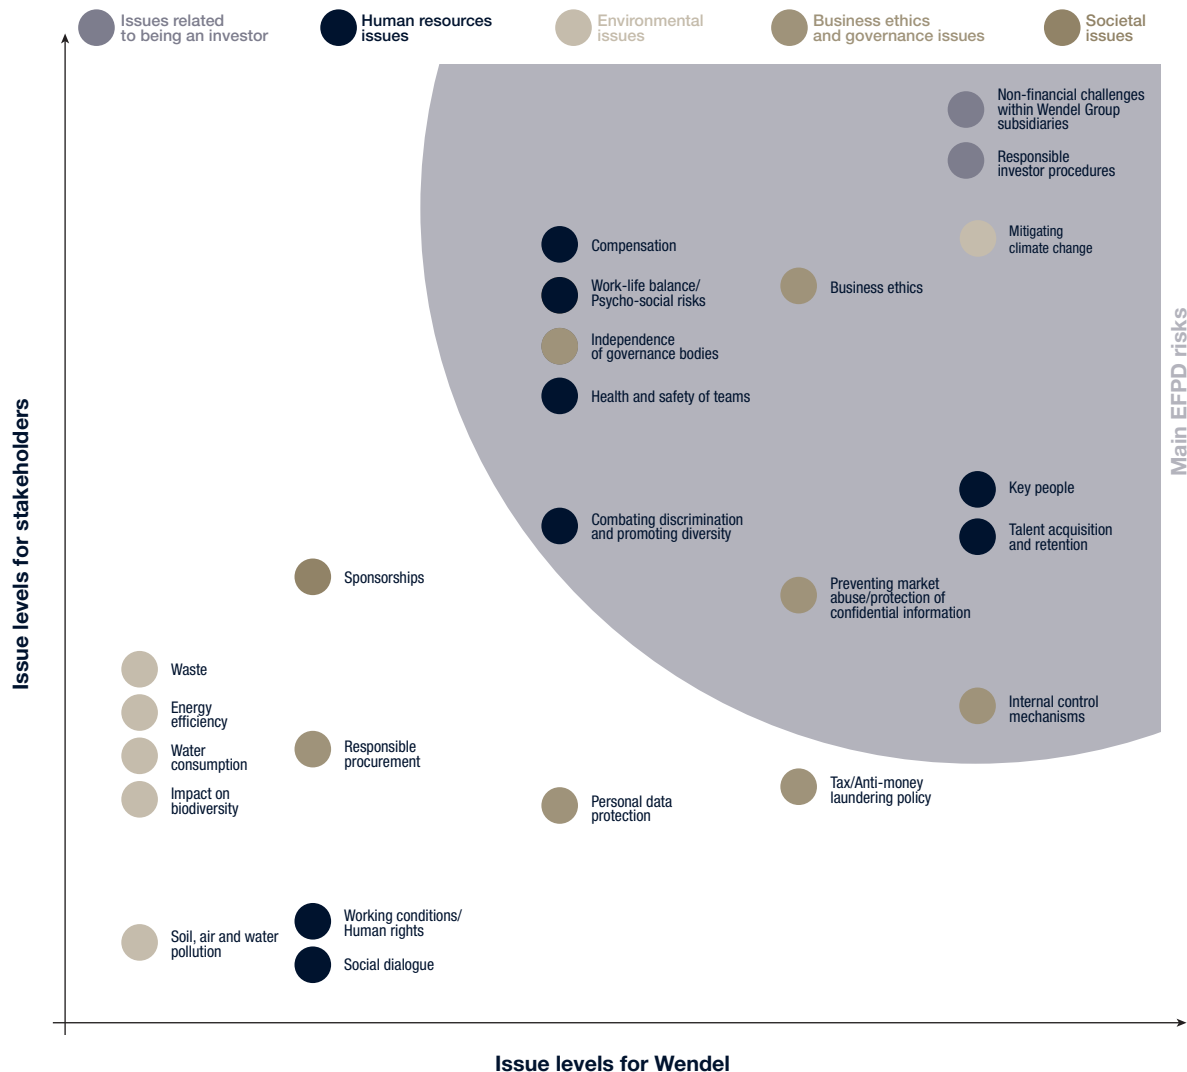 Issues related
to being an investor
Human resources
issues
Environmental
issues
Business ethics
and governance issues
Societal
issues
Non-financial challenges
within Wendel Group
subsidiaries
Responsible
investor procedures
Mitigating
climate change
Compensation
Business ethics
Work-life balance/
Psycho-social risks
Independence
of governance bodies
Health and safety of teams
Main EFPD risks
Issue levels for stakeholders
Key people
Combating discrimination
and promoting diversity
Talent acquisition
and retention
Sponsorships
Preventing market
abuse/protection of
confidential information
Waste
Energy
efficiency
Internal control
mechanisms
Water
consumption
Responsible
procurement
Impact on
biodiversity
Personal data
protection
Tax/Anti-money
laundering policy
Working conditions/
Human rights
Soil, air and water
pollution
Social dialogue
Issue levels for Wendel